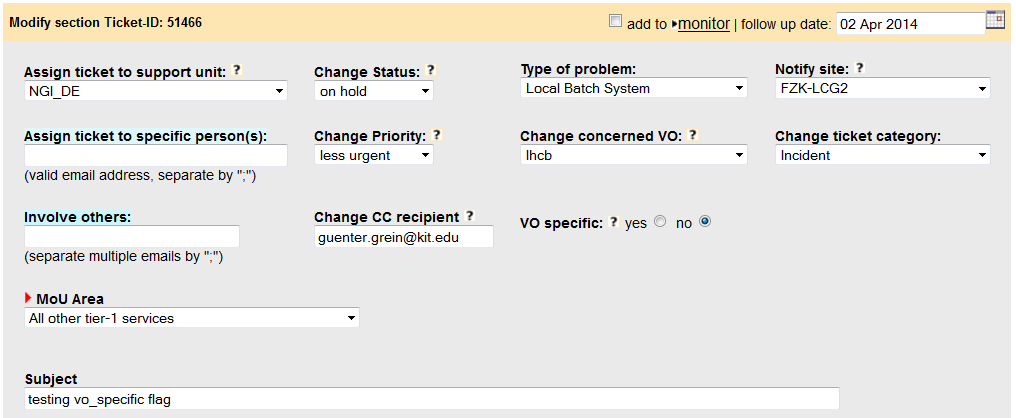 Modify section Ticket-ID: 51466 add to monitor | follow up date: 02 Apr 2014
Assign ticket to support unit: ? Change Status: ? Type of problem: Notify site: ?
NGI_DE on hold Local Batch System FZK-LCG2
Assign ticket to specific person(s): Change Priority: ? Change concerned VO: ? Change ticket category:
less urgent lhcb Incident
(valid email address, separate by ";")
Involve others: Change CC recipient ? VO specific: ? yes no
guenter.grein@kit.edu
(separate multiple emails by ";")
MoU Area
All other tier-1 services
Subject
testing vo_specific flag